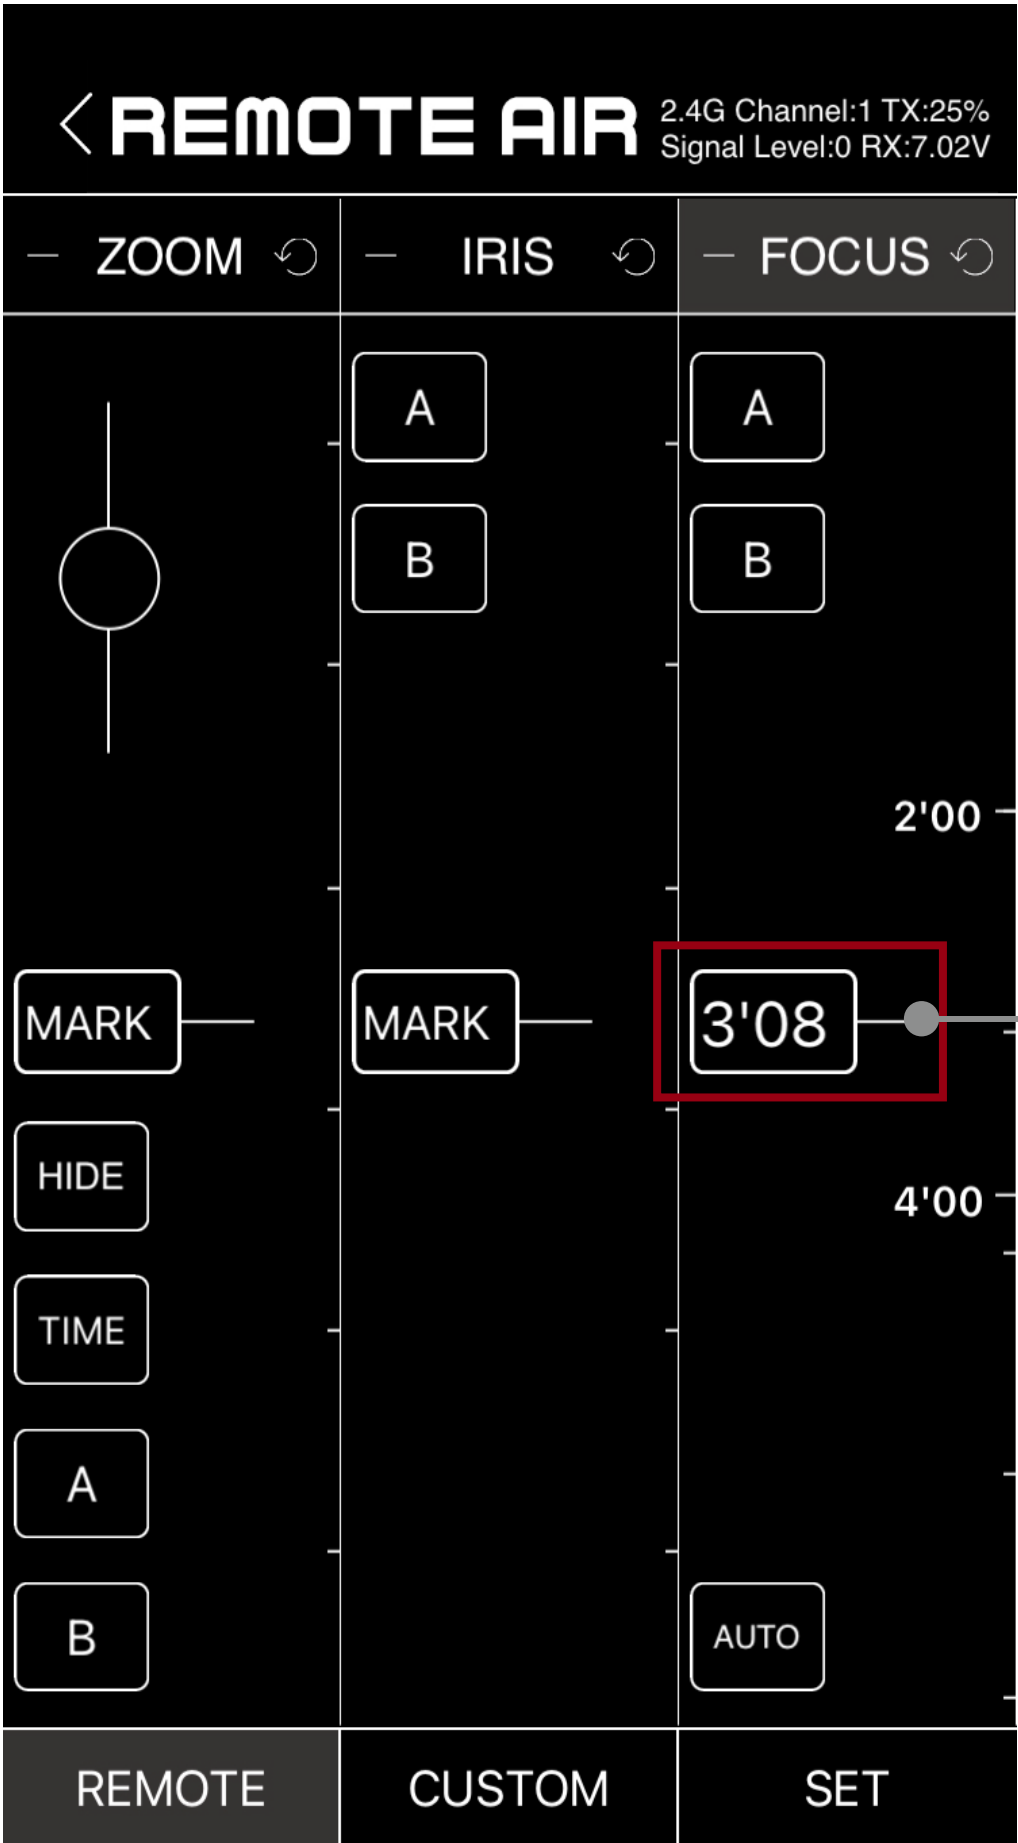 REMOTE AIR
2.4G Channel:1 TX:25%
Signal Level:0 RX:7.02V
ZOOM
IRIS
FOCUS
A
A
B
B
2'00
MARK
MARK
3'08
HIDE
4'00
TIME
A
B
AUTO
REMOTE
CUSTOM
SET